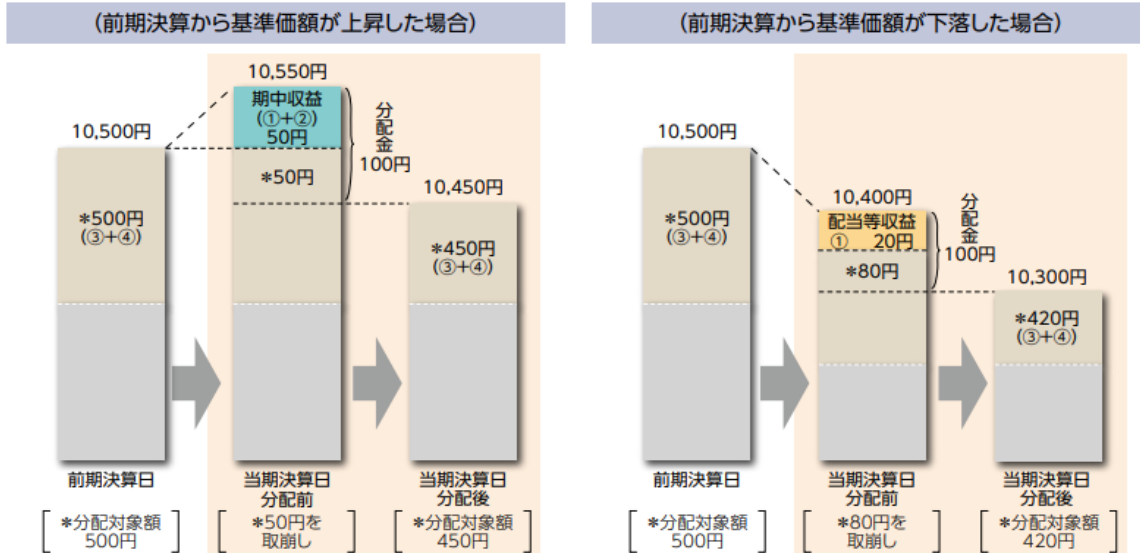 (前期決算から基準価額が上昇した場合)
10,500円
*500円
(③+④)
10,550円
期中収益
(①+②)
50円
*50円
分配金
100円
10,450円
*450円
(③+④)
前期決算日
当期決算日
分配前
当期決算日
分配後
*分配対象額
500円
*50円を
取崩し
*分配対象額
450円
(前期決算から基準価額が下落した場合)
10,500円
*500円
(③+④)
10,400円
配当等収益
① 20円
*80円
分配金
100円
10,300円
*420円
(③+④)
前期決算日
当期決算日
分配前
当期決算日
分配後
*分配対象額
500円
*80円を
取崩し
*分配対象額
420円